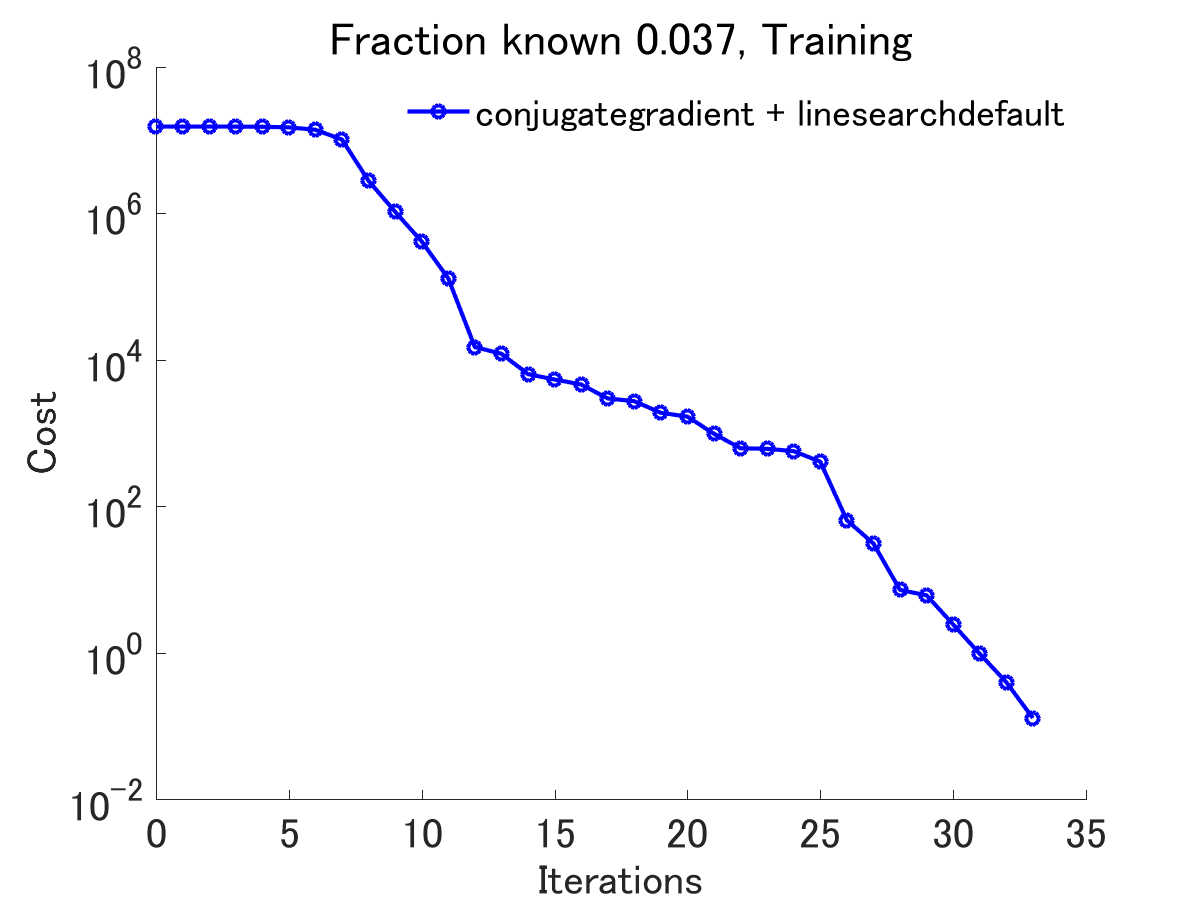 Fraction known 0.037, Training
conjugategradient + linesearchdefault
10^8
10^6
10^4
10^2
10^0
10^-2
Cost
0 5 10 15 20 25 30 35
Iterations